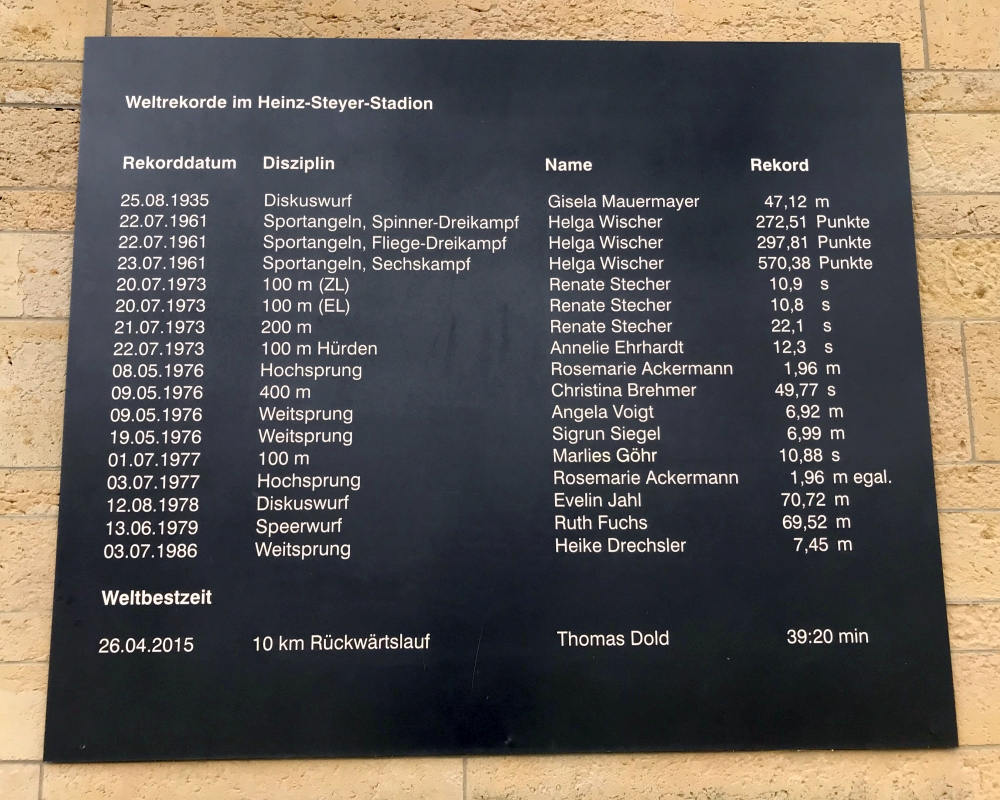 Weltrekorde im Heinz-Steyer-Stadion
Rekorddatum Disziplin Name Rekord
25.08.1935 Diskuswurf Gisela Mauermayer 47,12 m
22.07.1961 Sportangeln, Spinner-Dreikampf Helga Wischer 272,51 Punkte
22.07.1961 Sportangeln, Fliege-Dreikampf Helga Wischer 297,81 Punkte
23.07.1961 Sportangeln, Sechskampf Helga Wischer 570,38 Punkte
20.07.1973 100 m (ZL) Renate Stecher 10,9 s
20.07.1973 100 m (EL) Renate Stecher 10,8 s
21.07.1973 200 m Renate Stecher 22,1 s
22.07.1973 100 m Hürden Annelie Ehrhardt 12,3 s
08.05.1976 Hochsprung Rosemarie Ackermann 1,96 m
09.05.1976 400 m Christina Brehmer 49,77 s
09.05.1976 Weitsprung Angela Voigt 6,92 m
19.05.1976 Weitsprung Sigrun Siegel 6,99 m
01.07.1977 100 m Marlies Göhr 10,88 s
03.07.1977 Hochsprung Rosemarie Ackermann 1,96 m egal.
12.08.1978 Diskuswurf Evelin Jahl 70,72 m
13.06.1979 Speerwurf Ruth Fuchs 69,52 m
03.07.1986 Weitsprung Heike Drechsler 7,45 m
Weltbestzeit
26.04.2015 10 km Rückwärtslauf Thomas Dold 39:20 min